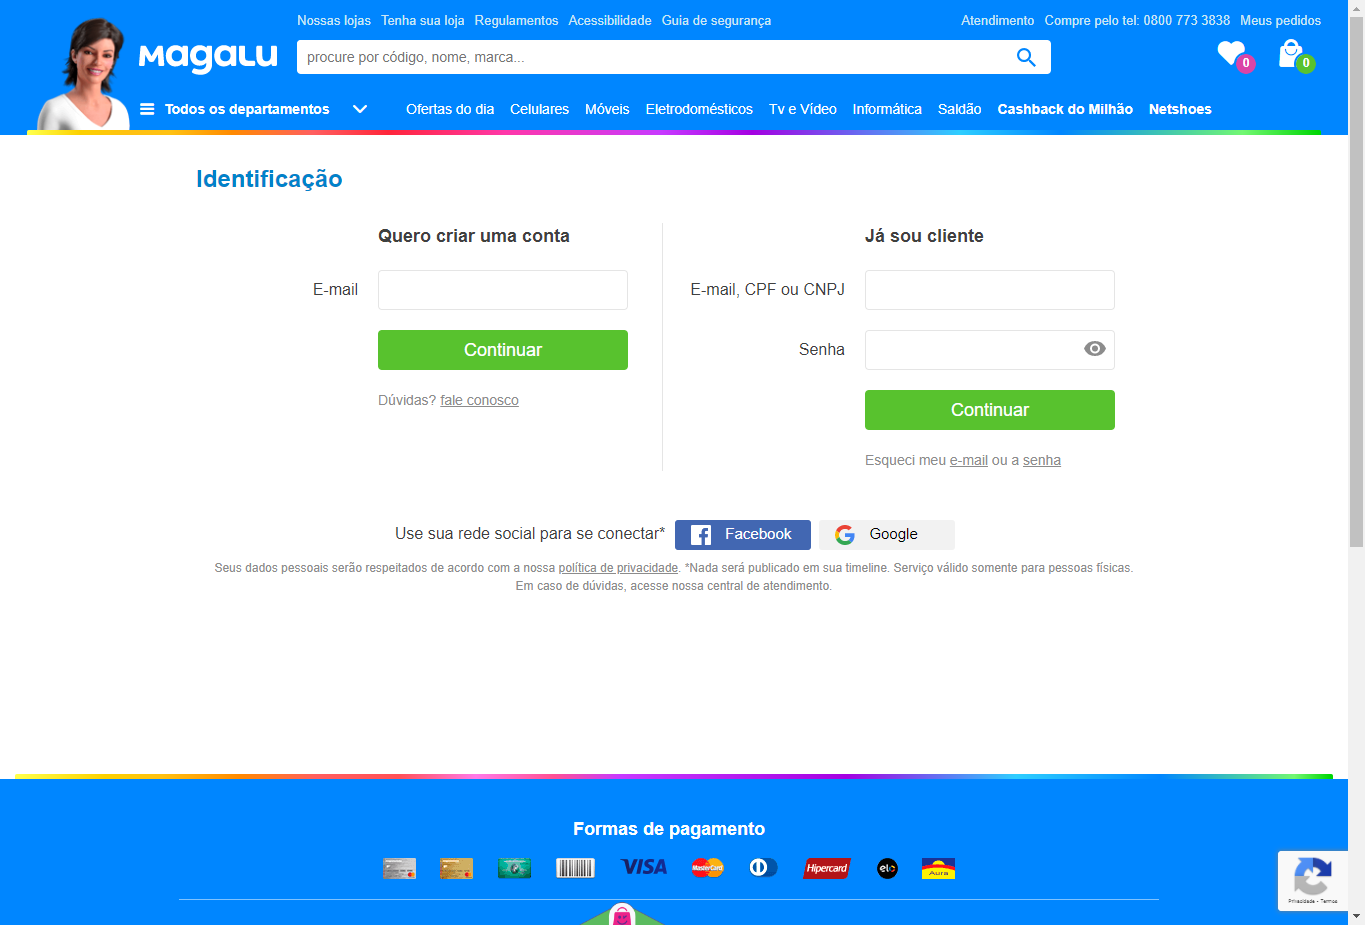 Nossas lojas Tenha sua loja Regulamentos Acessibilidade Guia de segurança Atendimento Compre pelo tel: 0800 773 3838 Meus pedidos
MagaLu
procure por código, nome, marca...
0
0
Todos os departamentos Ofertas do dia Celulares Móveis Eletrodomésticos Tv e Vídeo Informática Saldão Cashback do Milhão Netshoes
Identificação
Quero criar uma conta
E-mail
Continuar
Dúvidas? fale conosco
Já sou cliente
E-mail, CPF ou CNPJ
Senha
Continuar
Esqueci meu e-mail ou a senha
Use sua rede social para se conectar* Facebook Google
Seus dados pessoais serão respeitados de acordo com a nossa política de privacidade. *Nada será publicado em sua timeline. Serviço válido somente para pessoas físicas.
Em caso de dúvidas, acesse nossa central de atendimento.
Formas de pagamento
VISA MasterCard Hipercard elo Aura
Privacidade - Termos